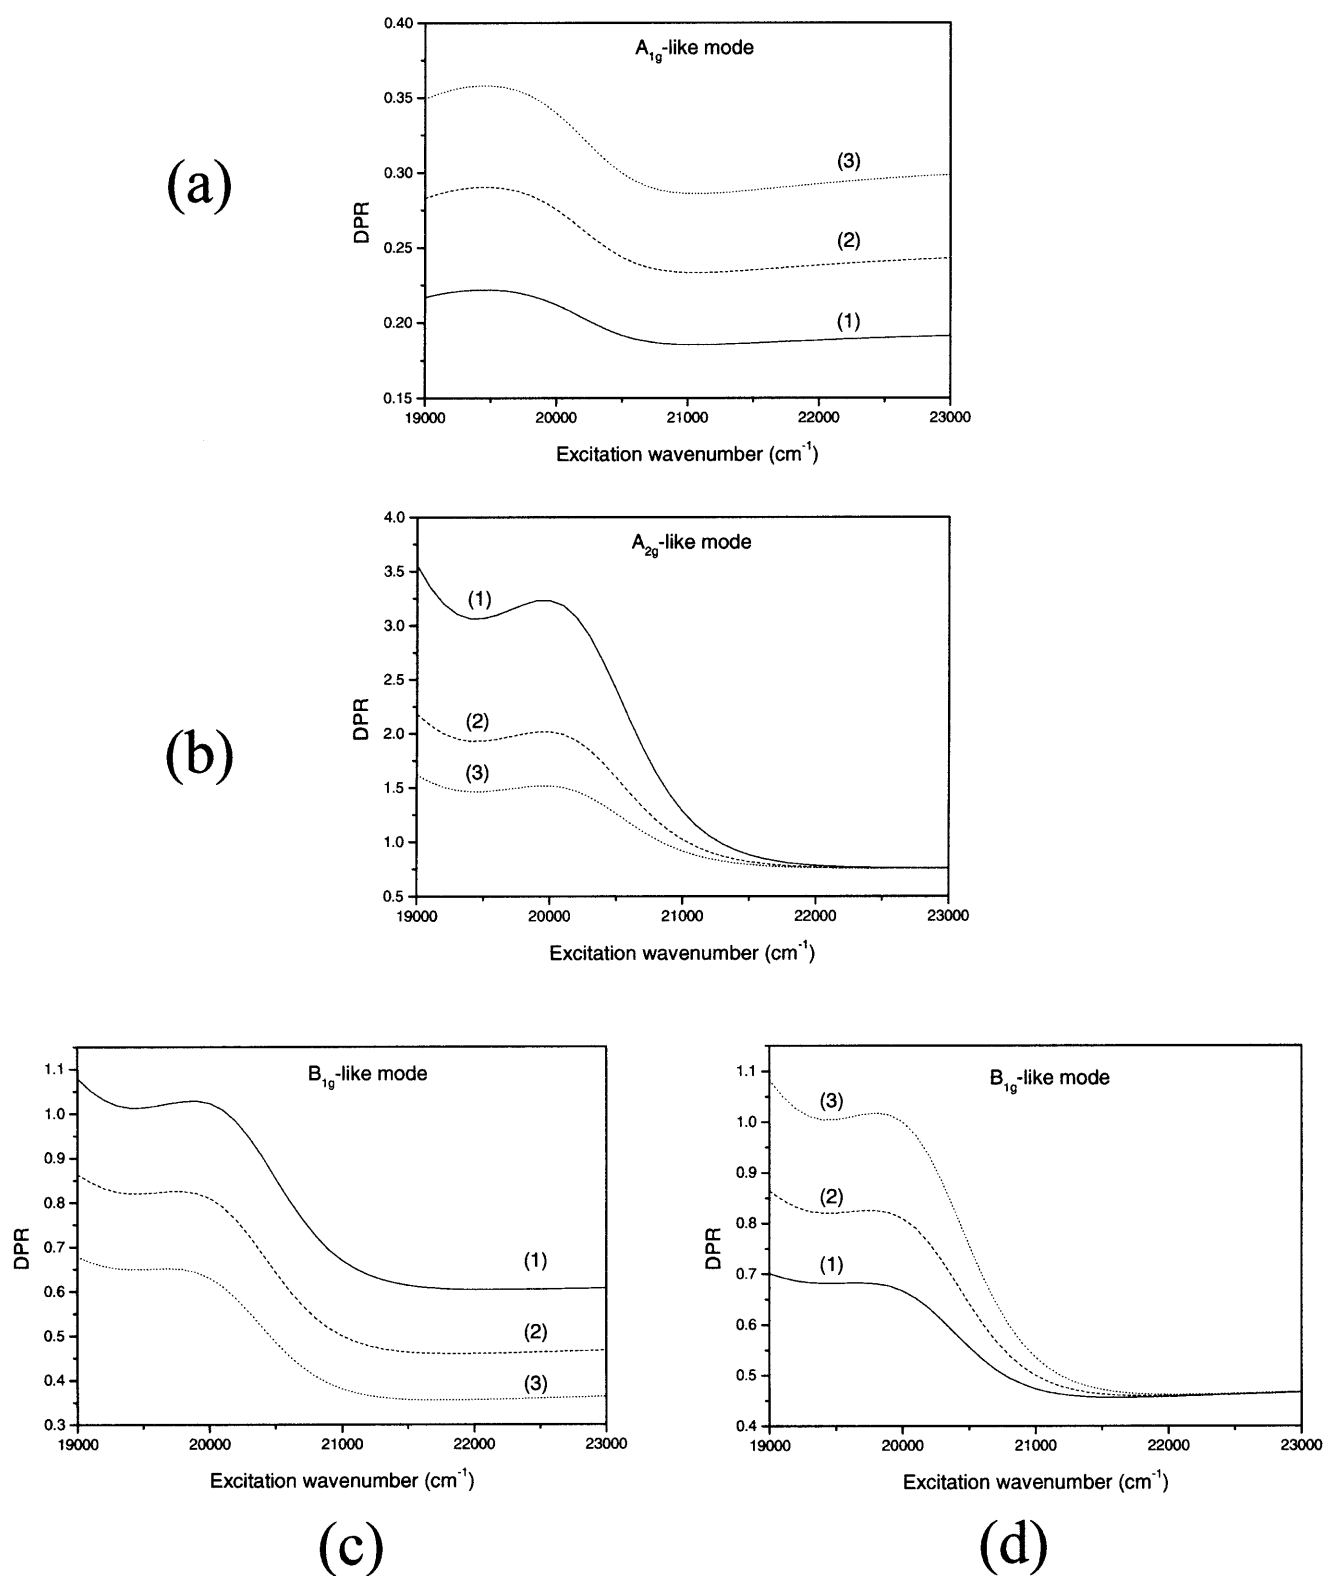 (a)
A1g-like mode
DPR
0.40
0.35
0.30
0.25
0.20
0.15
(3)
(2)
(1)
19000 20000 21000 22000 23000
Excitation wavenumber (cm-1)
(b)
A2g-like mode
DPR
4.0
3.5
3.0
2.5
2.0
1.5
1.0
0.5
(1)
(2)
(3)
19000 20000 21000 22000 23000
Excitation wavenumber (cm-1)
B1g-like mode
DPR
1.1
1.0
0.9
0.8
0.7
0.6
0.5
0.4
0.3
(1)
(2)
(3)
19000 20000 21000 22000 23000
Excitation wavenumber (cm-1)
(c)
B1g-like mode
DPR
1.1
1.0
0.9
0.8
0.7
0.6
0.5
0.4
(3)
(2)
(1)
19000 20000 21000 22000 23000
Excitation wavenumber (cm-1)
(d)